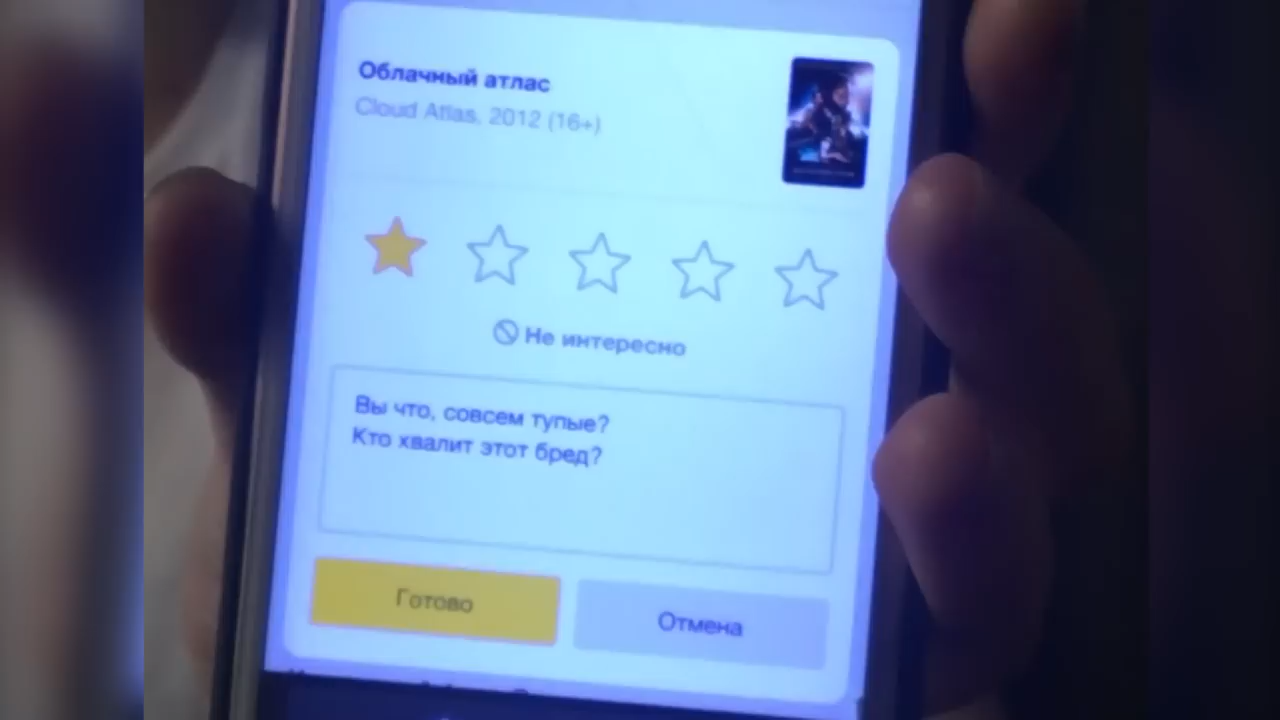 Облачный атлас
Cloud Atlas, 2012 (16+)
Не интересно
Вы что, совсем тупые?
Кто хвалит этот бред?
Готово
Отмена